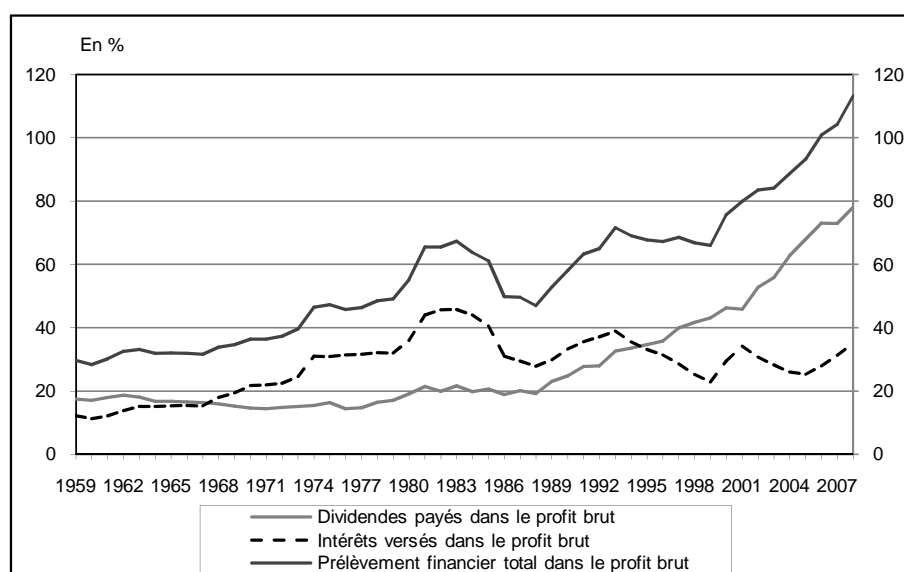 En %
120 120
100 100
80 80
60 60
40 40
20 20
0 0
1959 1962 1965 1968 1971 1974 1977 1980 1983 1986 1989 1992 1995 1998 2001 2004 2007
Dividendes payés dans le profit brut
Intérêts versés dans le profit brut
Prélèvement financier total dans le profit brut